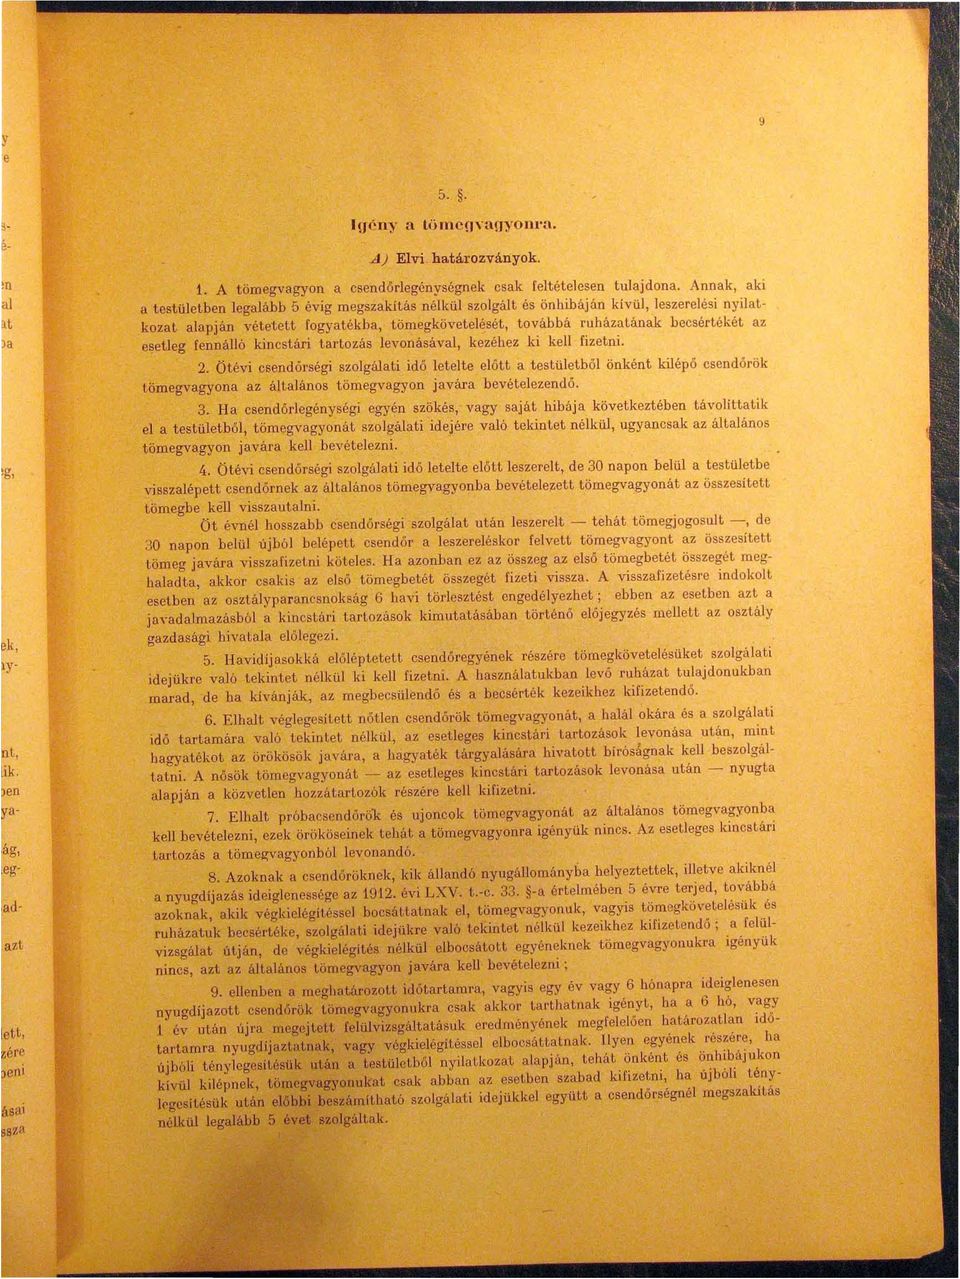 9
5. §.
Igény a tömegvagyonra.
A) Elvi határozványok.
1. A tömegvagyon a csendőrlegénységnek csak feltételesen tulajdona. Annak, aki
a testületben legalább 5 évig megszakítás nélkül szolgált és önhibáján kívül, leszerelési nyilat-
kozat alapján vétetett fogyatékba, tömegkövetelését, továbbá ruházatának becsértékét az
esetleg fennálló kincstári tartozás levonásával, kezéhez ki kell fizetni.
2. Ötévi csendőrségi szolgálati idő letelte előtt a testületből önként kilépő csendőrök
tömegvagyona az általános tömegvagyon javára bevételezendő.
3. Ha csendőrlegénységi egyén szökés, vagy saját hibája következtében távolíttatik
el a testületből, tömegvagyonát szolgálati idejére való tekintet nélkül, ugyancsak az általános
tömegvagyon javára kell bevételezni.
4. Ötévi csendőrségi szolgálati idő letelte előtt leszerelt, de 30 napon belül a testületbe
visszalépett csendőrnek az általános tömegvagyonba bevételezett tömegvagyonát az összesített
tömegbe kell visszautalni.
Öt évnél hosszabb csendőrségi szolgálat után leszerelt — tehát tömegjogosult —, de
30 napon belül újból belépett csendőr a leszereléskor felvett tömegvagyont az összesített
tömeg javára visszafizetni köteles. Ha azonban ez az összeg az első tömegbetét összegét meg-
haladta, akkor csakis az első tömegbetét összegét fizeti vissza. A visszafizetésre indokolt
esetben az osztályparancsnokság 6 havi törlesztést engedélyezhet; ebben az esetben azt a
javadalmazásból a kincstári tartozások kimutatásában történő előjegyzés mellett az osztály
gazdasági hivatala előlegezi.
5. Havidíjasokká előléptetett csendőregyének részére tömegkövetelésüket szolgálati
idejükre való tekintet nélkül ki kell fizetni. A használatukban levő ruházat tulajdonukban
marad, de ha kívánják, az megbecsülendő és a becsérték kezeikhez kifizetendő.
6. Elhalt véglegesített nőtlen csendőrök tömegvagyonát, a halál okára és a szolgálati
idő tartamára való tekintet nélkül, az esetleges kincstári tartozások levonása után, mint
hagyatékot az örökösök javára, a hagyaték tárgyalására hivatott bíróságnak kell beszolgál-
tatni. A nősök tömegvagyonát — az esetleges kincstári tartozások levonása után — nyugta
alapján a közvetlen hozzátartozók részére kell kifizetni.
7. Elhalt próbacsendőrök és ujoncok tömegvagyonát az általános tömegvagyonba
kell bevételezni, ezek örököseinek tehát a tömegvagyonra igényük nincs. Az esetleges kincstári
tartozás a tömegvagyonból levonandó.
8. Azoknak a csendőröknek, kik állandó nyugállományba helyeztettek, illetve akiknél
a nyugdíjazás ideiglenessége az 1912. évi LXV. t.-c. 33. §-a értelmében 5 évre terjed, továbbá
azoknak, akik végkielégítéssel bocsáttatnak el, tömegvagyonuk, vagyis tömegkövetelésük és
ruházatuk becsértéke, szolgálati idejükre való tekintet nélkül kezeikhez kifizetendő; a felül-
vizsgálat útján, de végkielégítés nélkül elbocsátott egyéneknek tömegvagyonukra igényük
nincs, azt az általános tömegvagyon javára kell bevételezni;
9. ellenben a meghatározott időtartamra, vagyis egy év vagy 6 hónapra ideiglenesen
nyugdíjazott csendőrök tömegvagyonukra csak akkor tarthatnak igényt, ha a 6 hó, vagy
1 év után újra megejtett felülvizsgáltatásuk eredményének megfelelően határozatlan idő-
tartamra nyugdíjaztatnak, vagy végkielégítéssel elbocsáttatnak. Ilyen egyének részére, ha
újbóli ténylegesítésük után a testületből nyilatkozat alapján, tehát önként és önhibájukon
kívül kilépnek, tömegvagyonukat csak abban az esetben szabad kifizetni, ha újbóli tény-
legesítésük után előbbi beszámítható szolgálati idejükkel együtt a csendőrségnél megszakítás
nélkül legalább 5 évet szolgáltak.